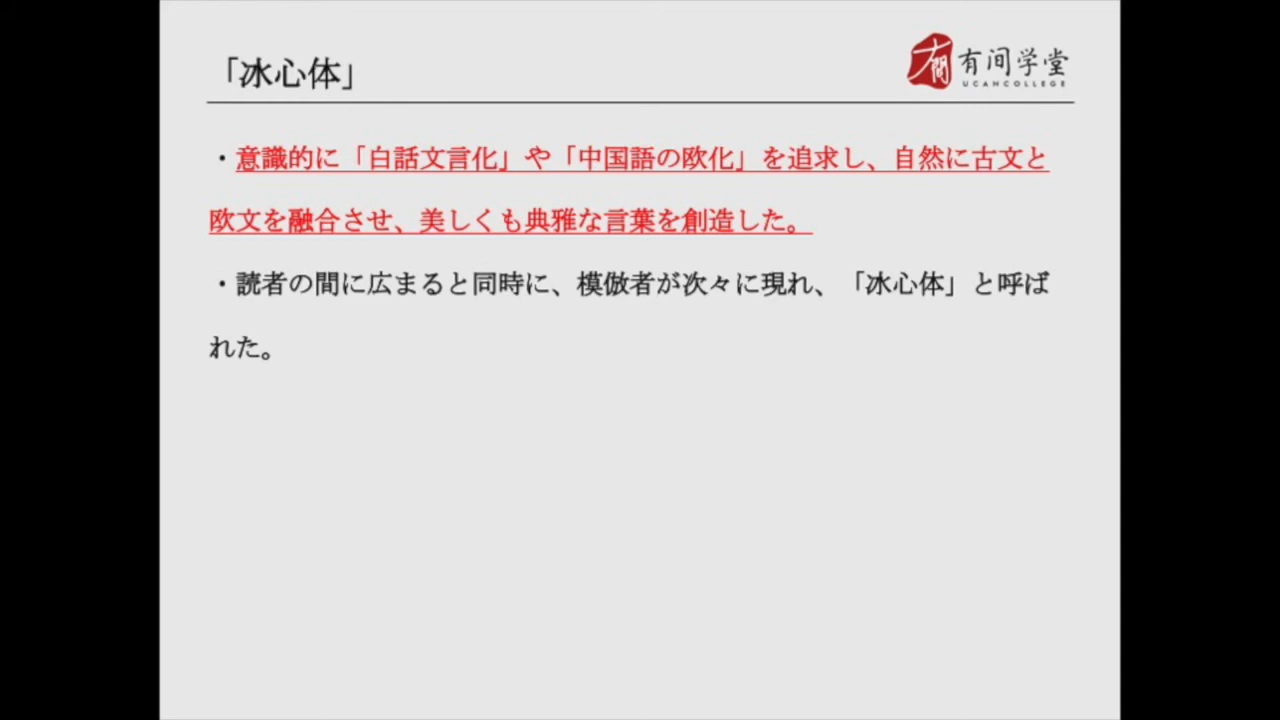 「冰心体」
有间学堂
UCANCOLLEGE
・意識的に「白話文言化」や「中国語の欧化」を追求し、自然に古文と
欧文を融合させ、美しくも典雅な言葉を創造した。
・読者の間に広まると同時に、模倣者が次々に現れ、「冰心体」と呼ば
れた。